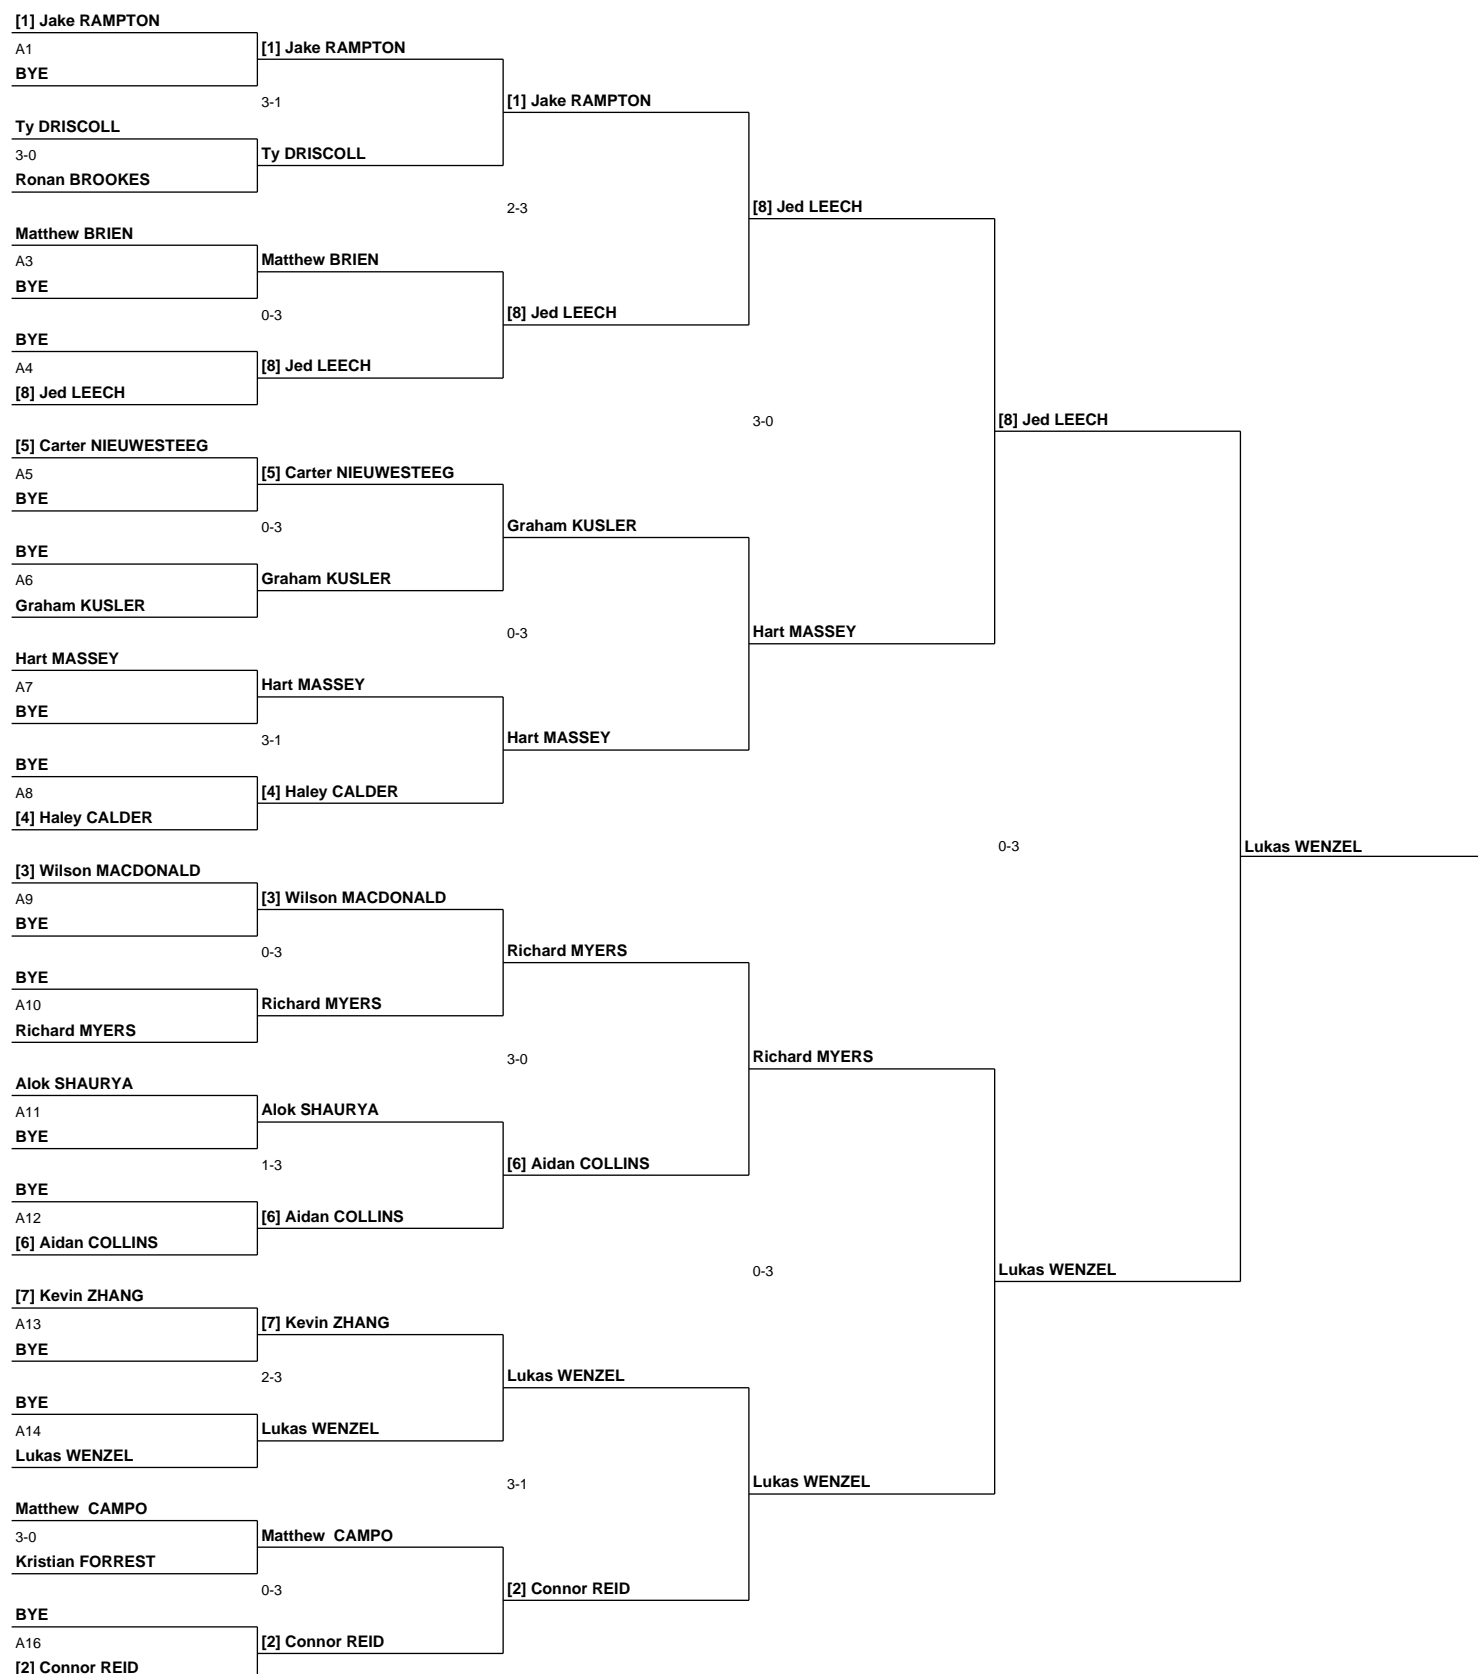 [1] Jake RAMPTON
A1
[1] Jake RAMPTON
BYE
3-1
[1] Jake RAMPTON
Ty DRISCOLL
3-0
Ty DRISCOLL
Ronan BROOKES
2-3
[8] Jed LEECH
Matthew BRIEN
A3
Matthew BRIEN
BYE
0-3
[8] Jed LEECH
BYE
A4
[8] Jed LEECH
[8] Jed LEECH
3-0
[8] Jed LEECH
[5] Carter NIEUWESTEEG
A5
[5] Carter NIEUWESTEEG
BYE
0-3
Graham KUSLER
BYE
A6
Graham KUSLER
Graham KUSLER
0-3
Hart MASSEY
Hart MASSEY
A7
Hart MASSEY
BYE
3-1
Hart MASSEY
BYE
A8
[4] Haley CALDER
[4] Haley CALDER
0-3
Lukas WENZEL
[3] Wilson MACDONALD
A9
[3] Wilson MACDONALD
BYE
0-3
Richard MYERS
BYE
A10
Richard MYERS
Richard MYERS
3-0
Richard MYERS
Alok SHAURYA
A11
Alok SHAURYA
BYE
1-3
[6] Aidan COLLINS
BYE
A12
[6] Aidan COLLINS
[6] Aidan COLLINS
0-3
Lukas WENZEL
[7] Kevin ZHANG
A13
[7] Kevin ZHANG
BYE
2-3
Lukas WENZEL
BYE
A14
Lukas WENZEL
Lukas WENZEL
3-1
Lukas WENZEL
Matthew  CAMPO
3-0
Matthew  CAMPO
Kristian FORREST
0-3
[2] Connor REID
BYE
A16
[2] Connor REID
[2] Connor REID